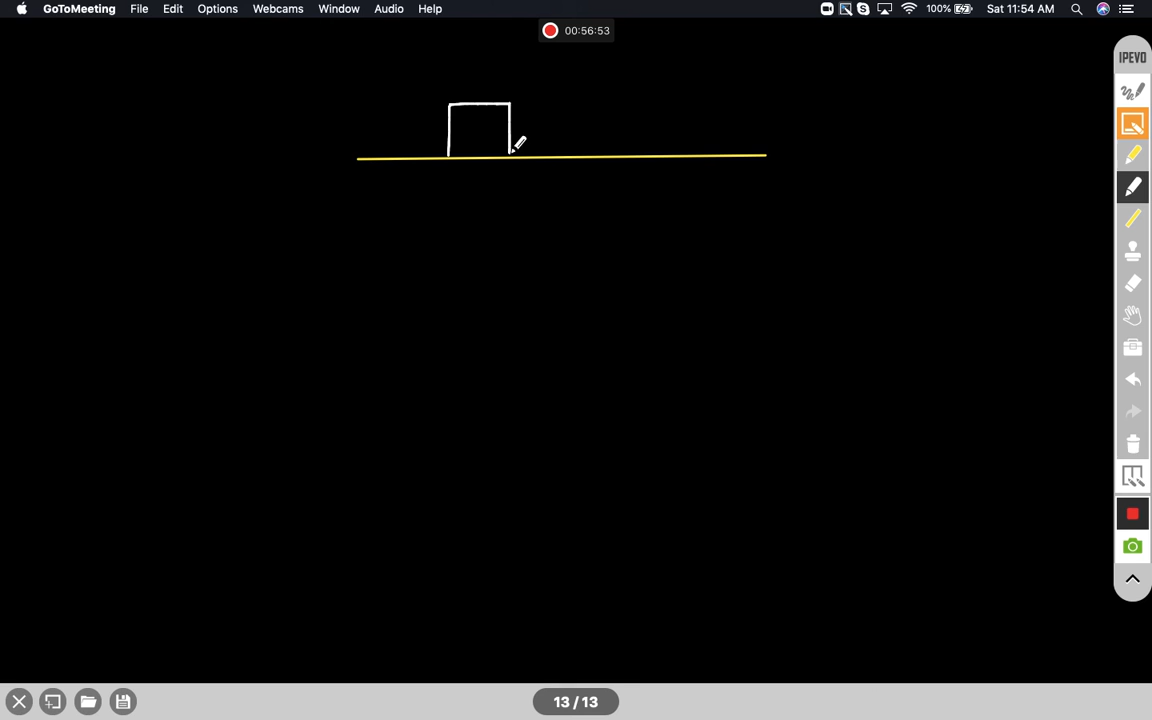 GoToMeeting File Edit Options Webcams Window Audio Help 100% Sat 11:54 AM
00:56:53
IPEVO
13 / 13